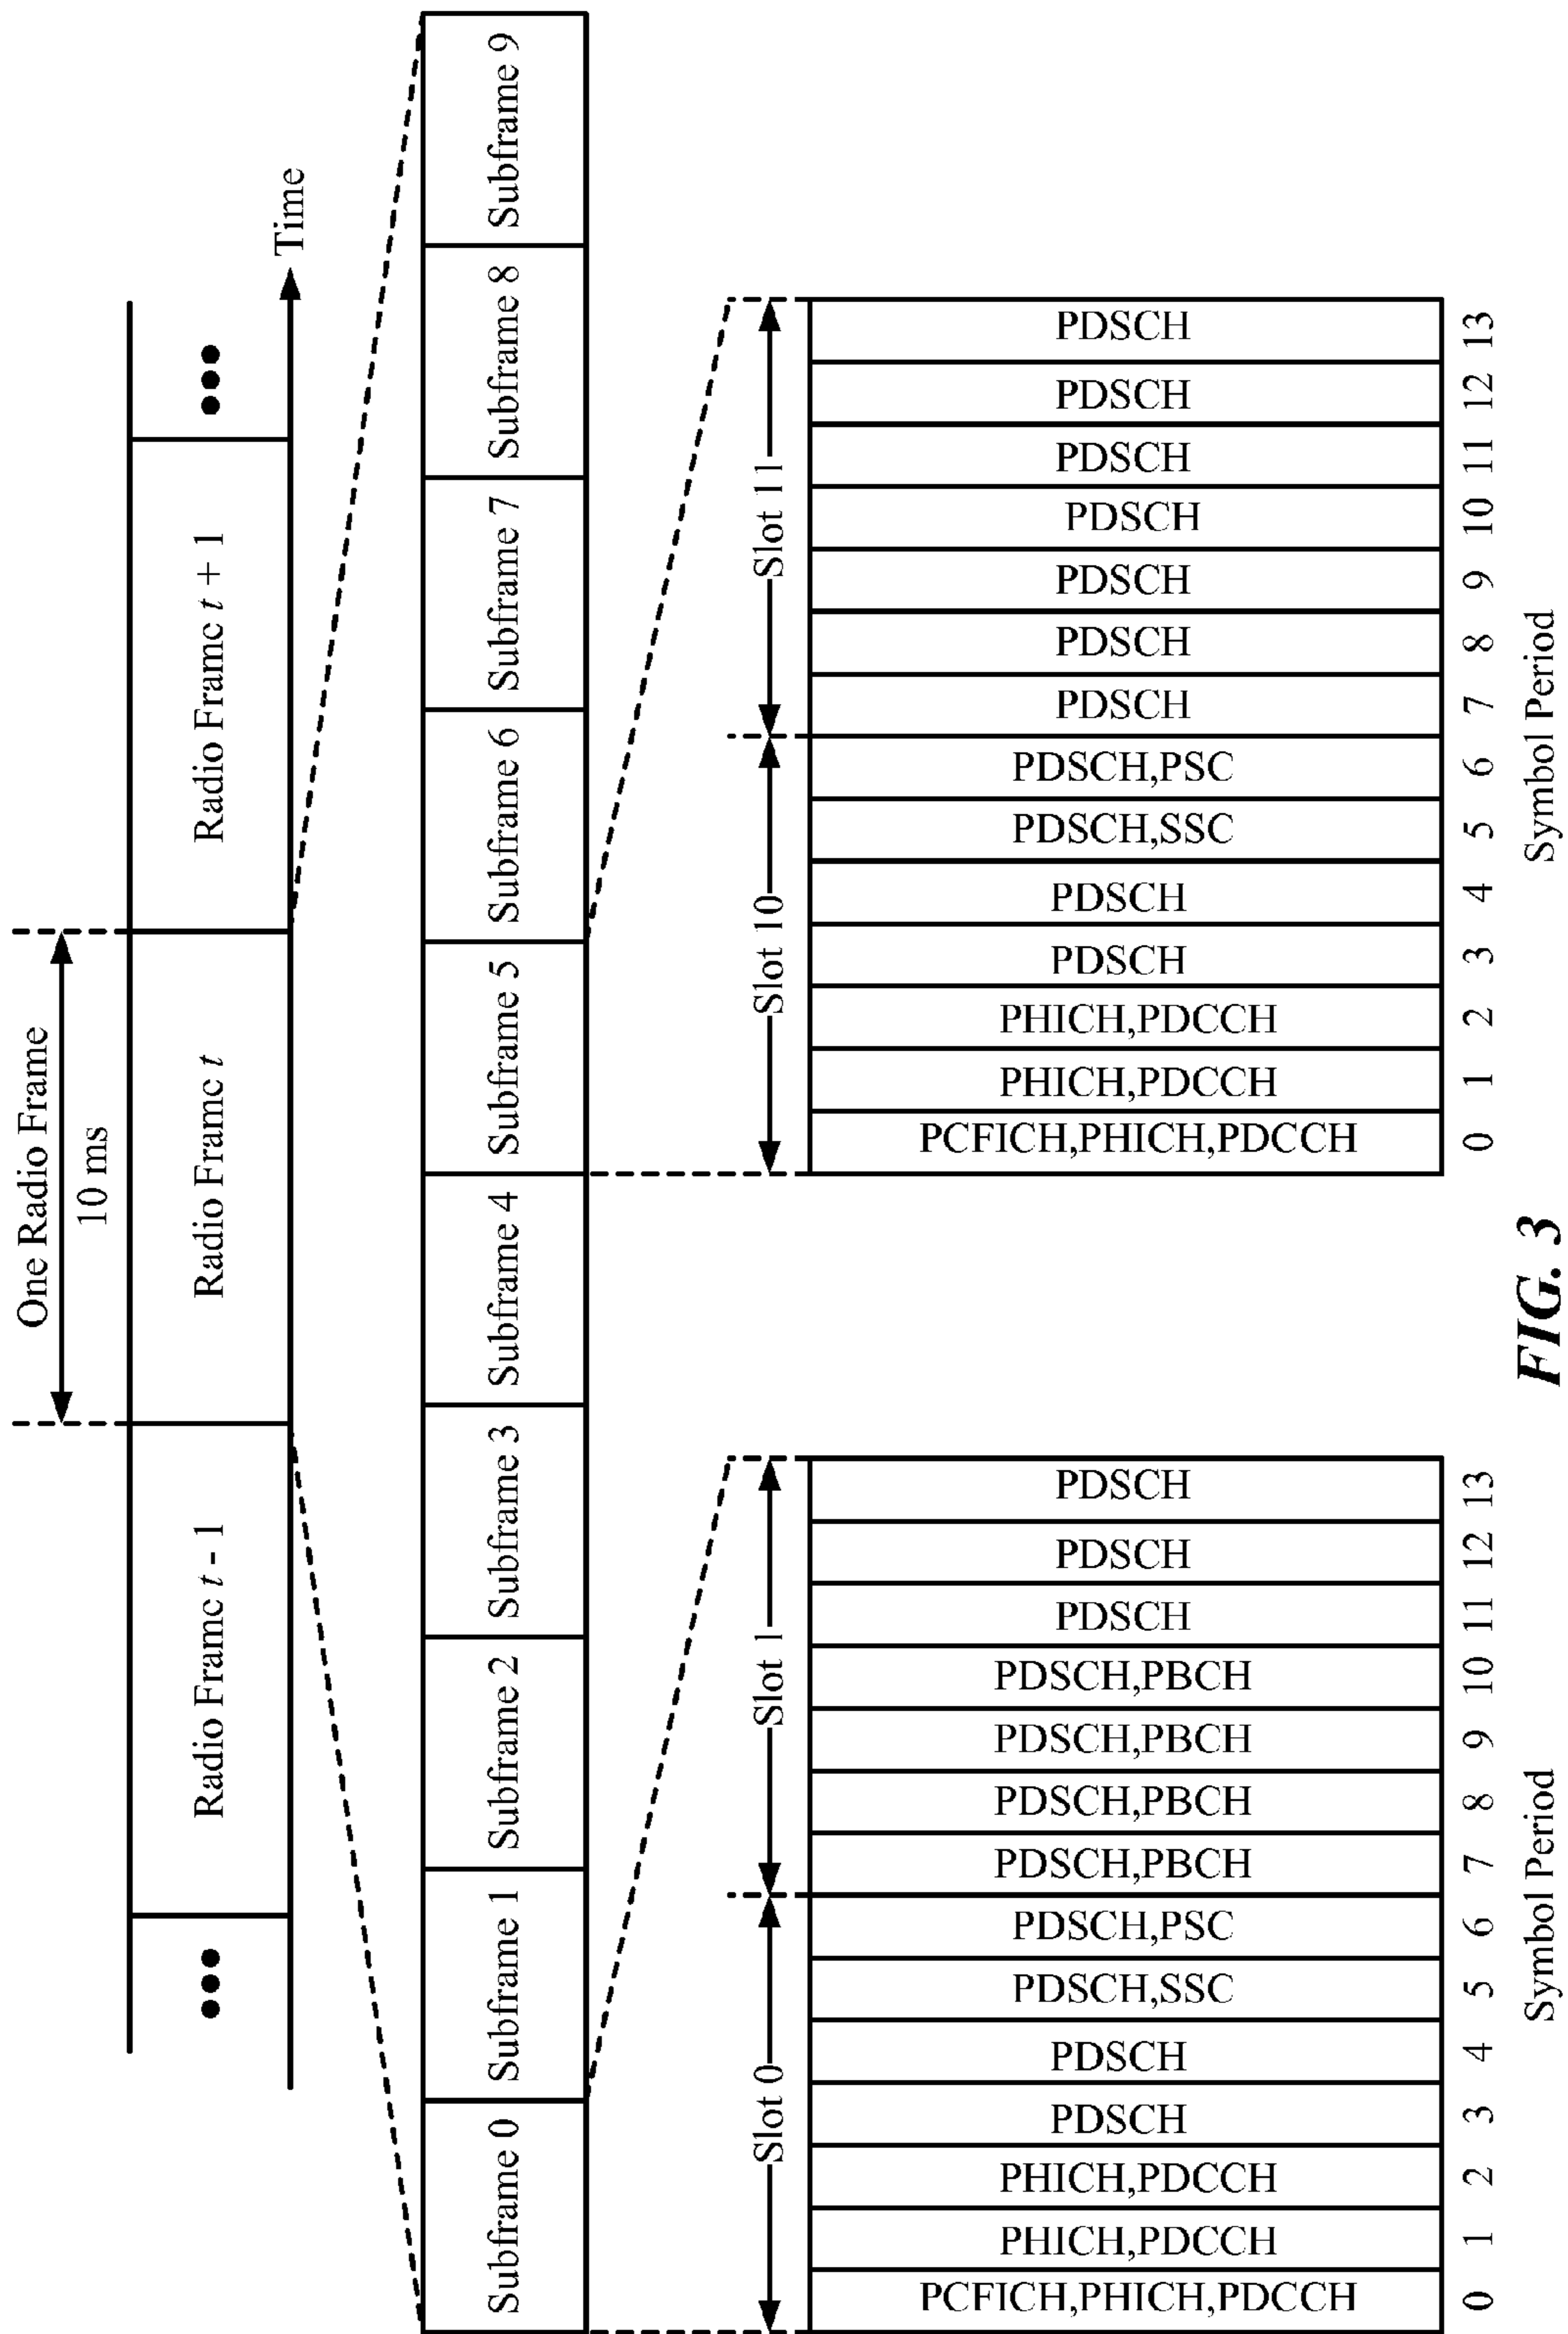 One Radio Frame
10 ms
Radio Frame t - 1
Radio Frame t
Radio Frame t + 1
Time
Subframe 0
Subframe 1
Subframe 2
Subframe 3
Subframe 4
Subframe 5
Subframe 6
Subframe 7
Subframe 8
Subframe 9
Slot 0
Slot 1
PCFICH,PHICH,PDCCH
PHICH,PDCCH
PHICH,PDCCH
PDSCH
PDSCH
PDSCH,SSC
PDSCH,PSC
PDSCH,PBCH
PDSCH,PBCH
PDSCH,PBCH
PDSCH,PBCH
PDSCH
PDSCH
PDSCH
0 1 2 3 4 5 6 7 8 9 10 11 12 13
Symbol Period
Slot 10
Slot 11
PCFICH,PHICH,PDCCH
PHICH,PDCCH
PHICH,PDCCH
PDSCH
PDSCH
PDSCH,SSC
PDSCH,PSC
PDSCH
PDSCH
PDSCH
PDSCH
PDSCH
PDSCH
PDSCH
0 1 2 3 4 5 6 7 8 9 10 11 12 13
Symbol Period
FIG. 3